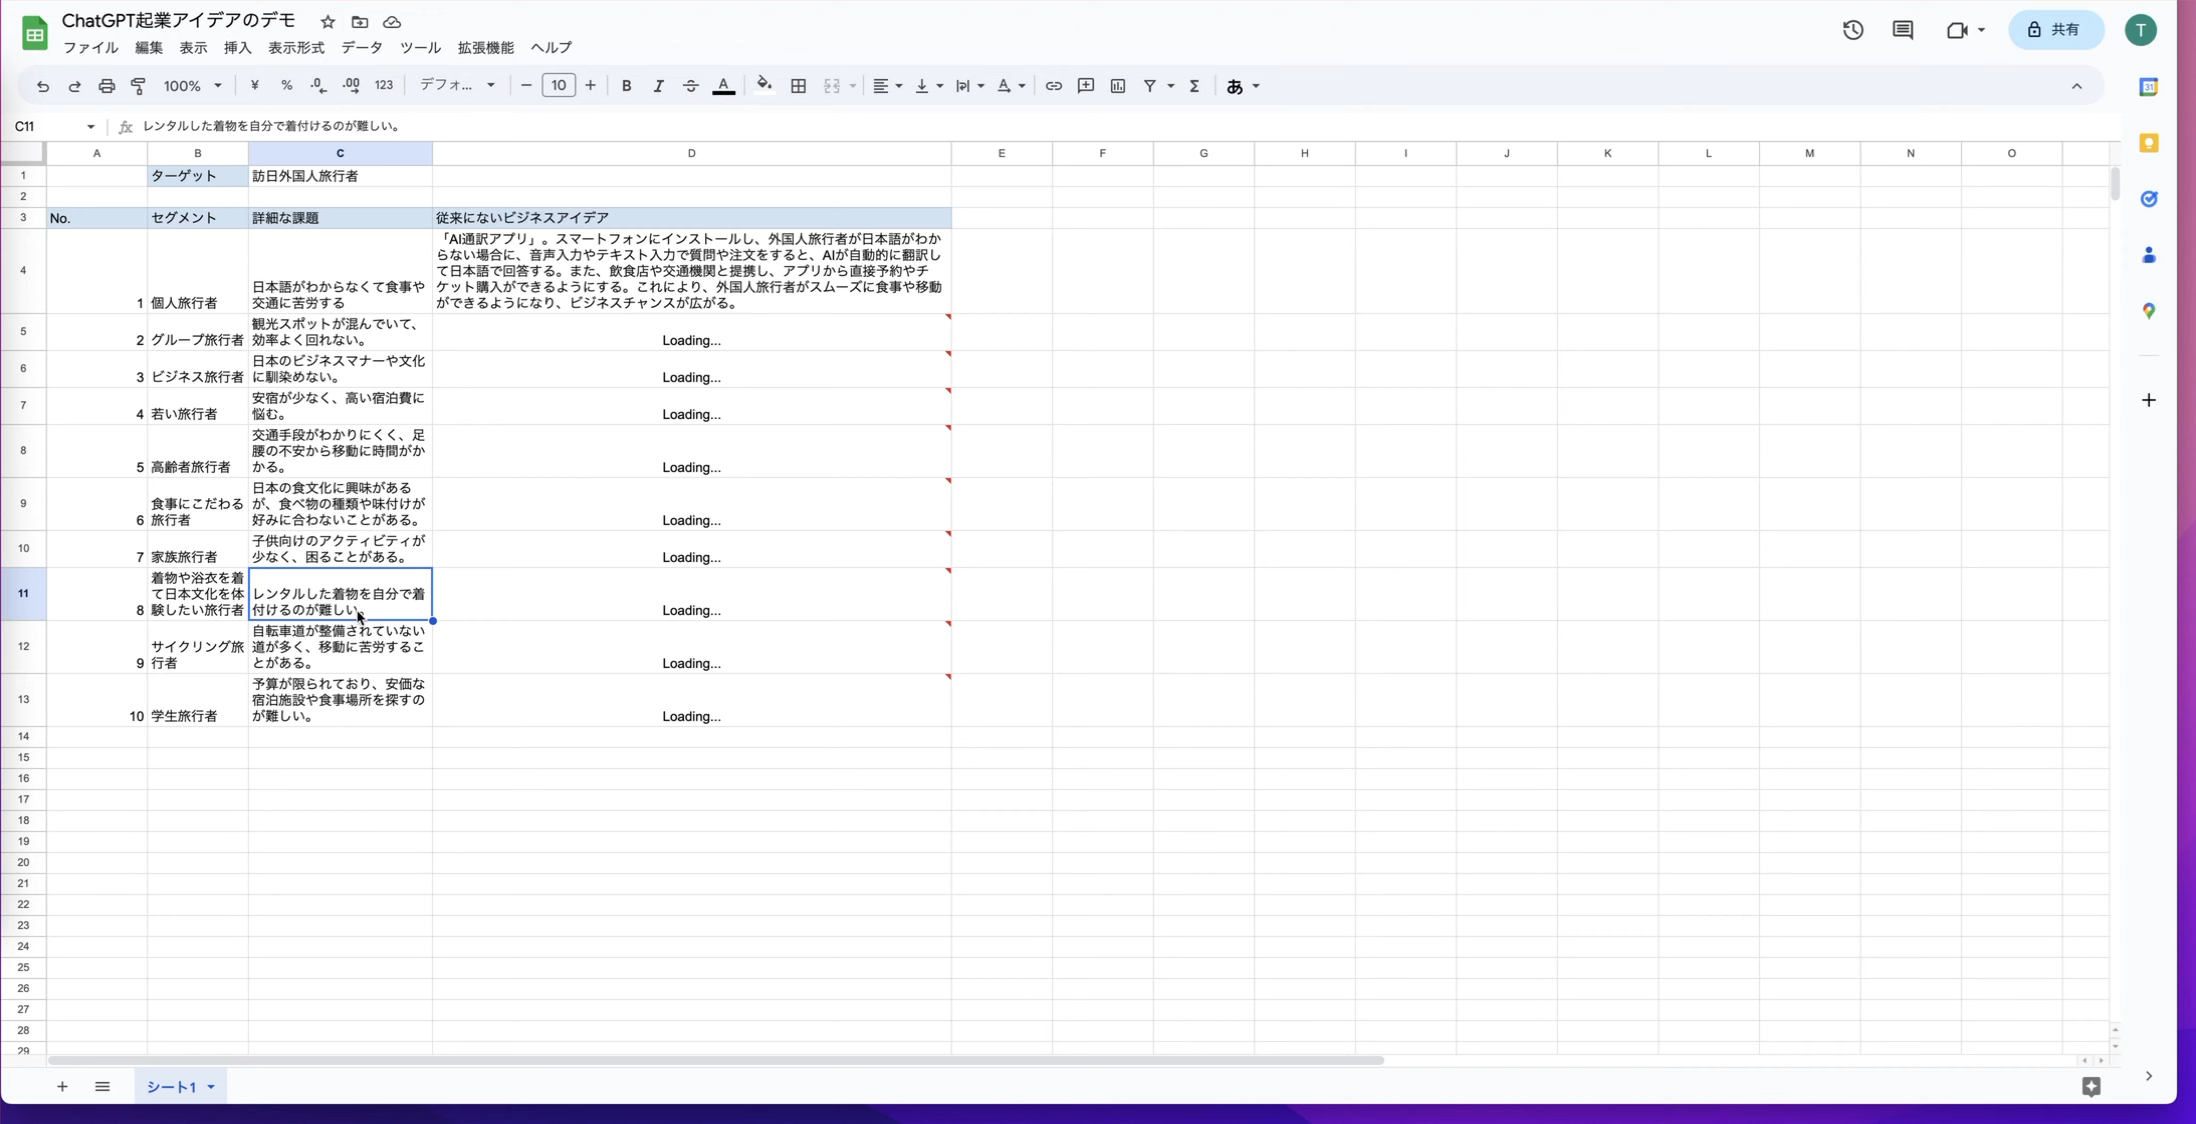 ChatGPT起業アイデアのデモ
ファイル 編集 表示 挿入 表示形式 データ ツール 拡張機能 ヘルプ
共有
T
100% ¥ % .0 .00 123 デフォ... 10 B I A あ
31
C11 fx レンタルした着物を自分で着付けるのが難しい。
A B C D E F G H I J K L M N O
1 ターゲット 訪日外国人旅行者
2
3 No. セグメント 詳細な課題 従来にないビジネスアイデア
4
1 個人旅行者
日本語がわからなくて食事や
交通に苦労する
「AI通訳アプリ」。スマートフォンにインストールし、外国人旅行者が日本語がわか
らない場合に、音声入力やテキスト入力で質問や注文をすると、AIが自動的に翻訳し
て日本語で回答する。また、飲食店や交通機関と提携し、アプリから直接予約やチ
ケット購入ができるようにする。これにより、外国人旅行者がスムーズに食事や移動
ができるようになり、ビジネスチャンスが広がる。
5
2 グループ旅行者
観光スポットが混んでいて、
効率よく回れない。
Loading...
6
3 ビジネス旅行者
日本のビジネスマナーや文化
に馴染めない。
Loading...
7
4 若い旅行者
安宿が少なく、高い宿泊費に
悩む。
Loading...
8
5 高齢者旅行者
交通手段がわかりにくく、足
腰の不安から移動に時間がか
かる。
Loading...
9
6
食事にこだわる
旅行者
日本の食文化に興味がある
が、食べ物の種類や味付けが
好みに合わないことがある。
Loading...
10
7 家族旅行者
子供向けのアクティビティが
少なく、困ることがある。
Loading...
11
8
着物や浴衣を着
て日本文化を体
験したい旅行者
レンタルした着物を自分で着
付けるのが難しい。
Loading...
12
9
サイクリング旅
行者
自転車道が整備されていない
道が多く、移動に苦労するこ
とがある。
Loading...
13
10 学生旅行者
予算が限られており、安価な
宿泊施設や食事場所を探すの
が難しい。
Loading...
14
15
16
17
18
19
20
21
22
23
24
25
26
27
28
29
シート1